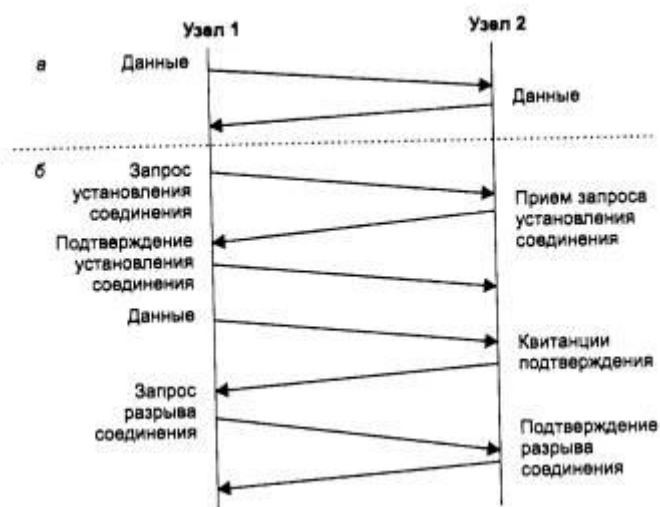 Узел 1
Узел 2
а
Данные
Данные
б
Запрос
установления
соединения
Прием запроса
установления
соединения
Подтверждение
установления
соединения
Данные
Квитанции
подтверждения
Запрос
разрыва
соединения
Подтверждение
разрыва
соединения